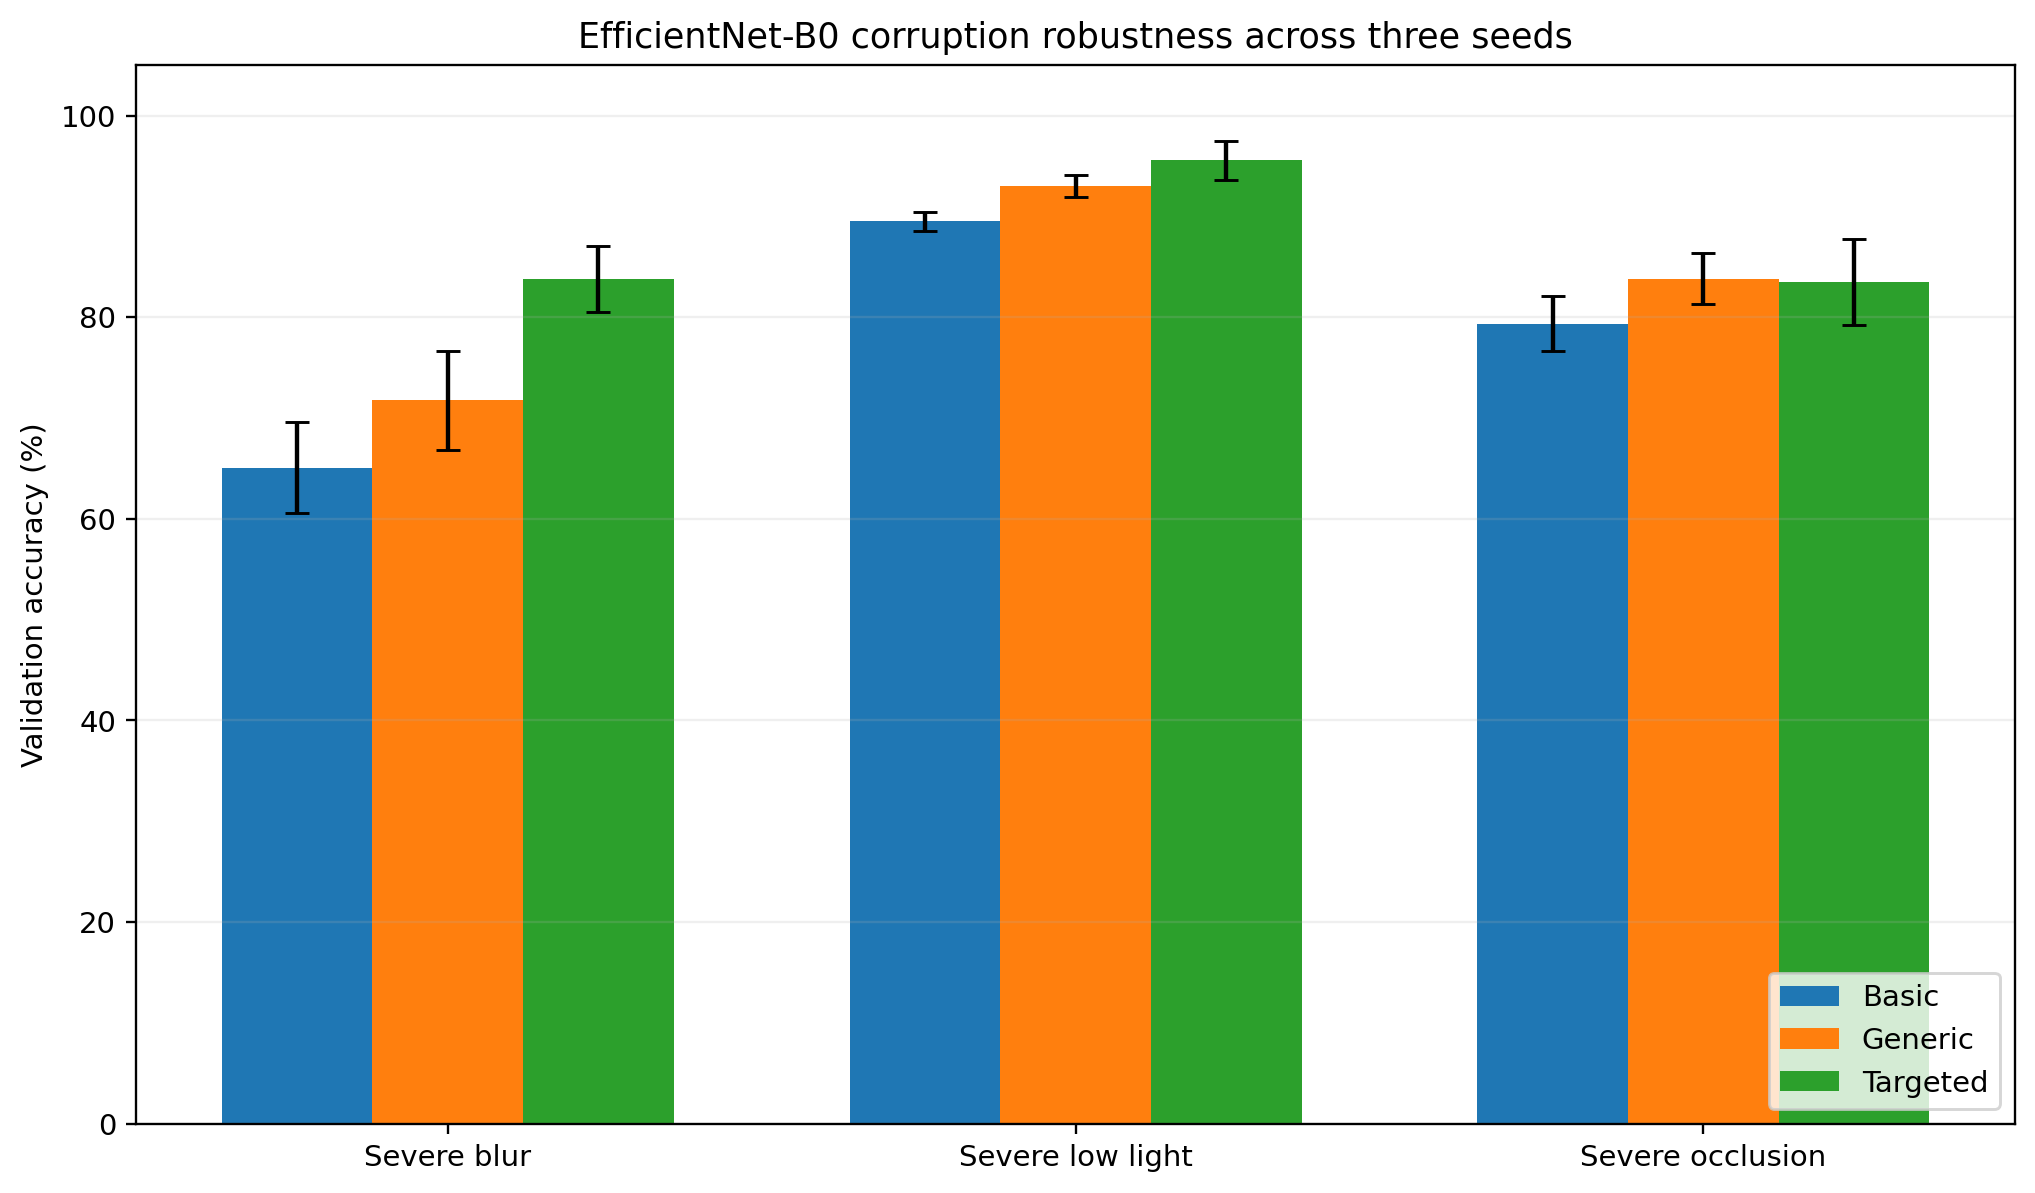 EfficientNet-B0 corruption robustness across three seeds
Validation accuracy (%)
100
80
60
40
20
0
Severe blur
Severe low light
Severe occlusion
Basic
Generic
Targeted